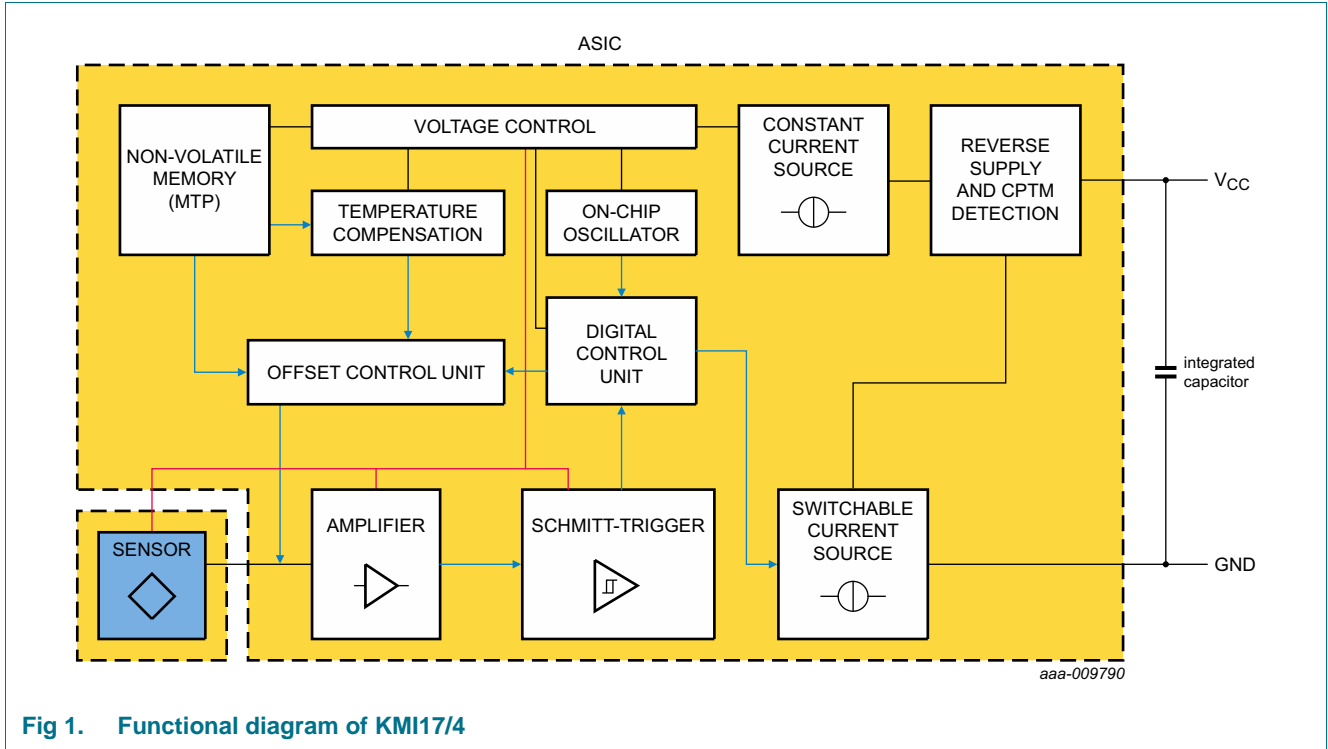 ASIC
NON-VOLATILE
MEMORY
(MTP)
VOLTAGE CONTROL
CONSTANT
CURRENT
SOURCE
REVERSE
SUPPLY
AND CPTM
DETECTION
VCC
TEMPERATURE
COMPENSATION
ON-CHIP
OSCILLATOR
OFFSET CONTROL UNIT
DIGITAL
CONTROL
UNIT
integrated
capacitor
SENSOR
AMPLIFIER
SCHMITT-TRIGGER
SWITCHABLE
CURRENT
SOURCE
GND
aaa-009790
Fig 1. Functional diagram of KMI17/4